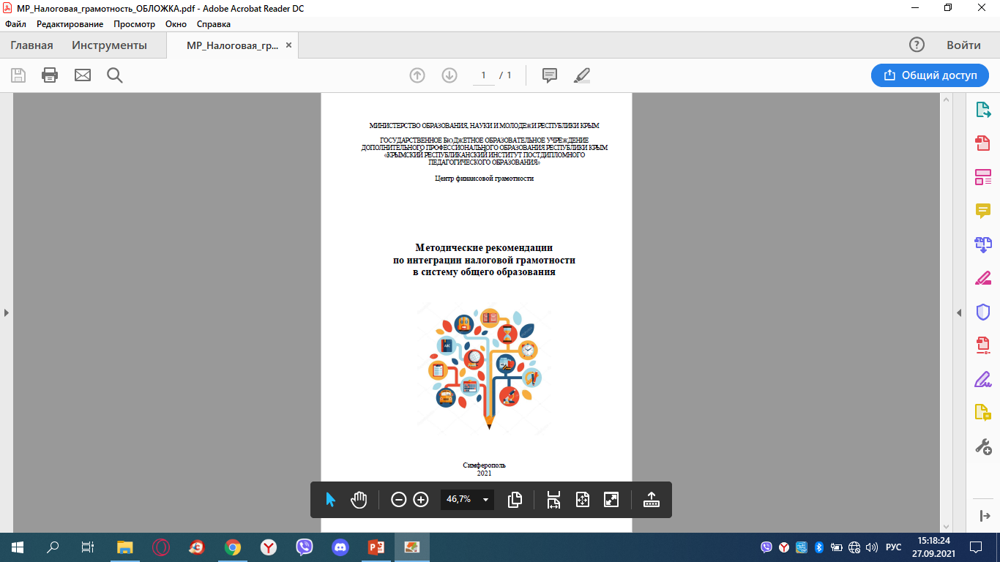 МР_Налоговая_грамотность_ОБЛОЖКА.pdf - Adobe Acrobat Reader DC
Файл Редактирование Просмотр Окно Справка
Главная Инструменты МР_Налоговая_гр... × ? Войти
1 / 1 Общий доступ
МИНИСТЕРСТВО ОБРАЗОВАНИЯ, НАУКИ И МОЛОДЕЖИ РЕСПУБЛИКИ КРЫМ
ГОСУДАРСТВЕННОЕ БЮДЖЕТНОЕ ОБРАЗОВАТЕЛЬНОЕ УЧРЕЖДЕНИЕ
ДОПОЛНИТЕЛЬНОГО ПРОФЕССИОНАЛЬНОГО ОБРАЗОВАНИЯ РЕСПУБЛИКИ КРЫМ
«КРЫМСКИЙ РЕСПУБЛИКАНСКИЙ ИНСТИТУТ ПОСТДИПЛОМНОГО
ПЕДАГОГИЧЕСКОГО ОБРАЗОВАНИЯ»
Центр финансовой грамотности
Методические рекомендации
по интеграции налоговой грамотности
в систему общего образования
ABC
Симферополь
2021
46,7%
РУС 15:18:24
27.09.2021